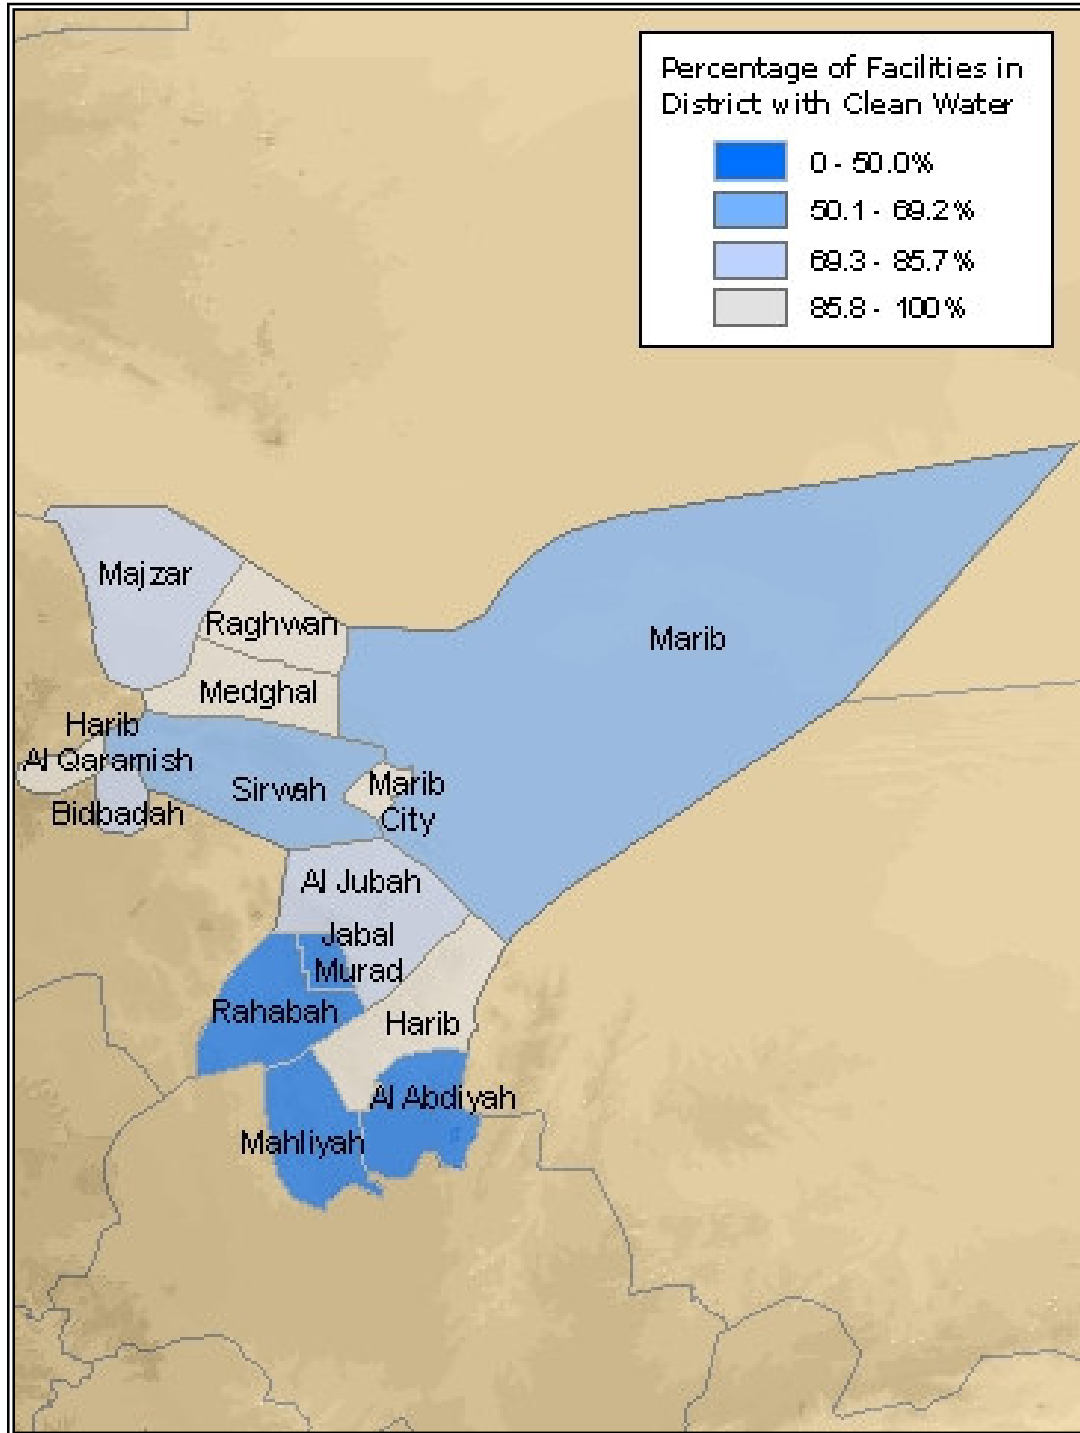 Percentage of Facilities in
District with Clean Water
0 - 50.0%
50.1 - 69.2%
69.3 - 85.7%
85.8 - 100%
Majzar
Raghwan
Marib
Medghal
Harib
Al Qaramish
Sirwah
Marib
City
Bidbadah
Al Jubah
Jabal
Murad
Rahabah
Harib
Al Abdiyah
Mahliyah